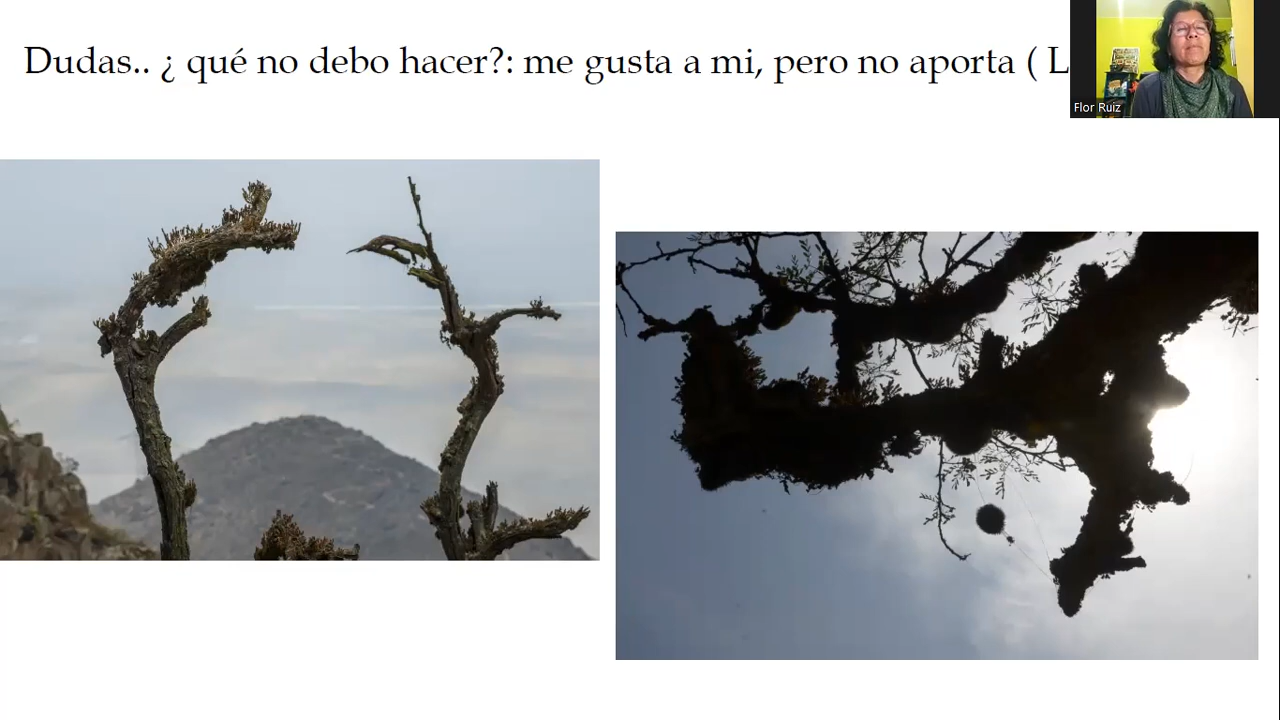 Dudas.. ¿ qué no debo hacer?: me gusta a mi, pero no aporta ( L
Flor Ruiz